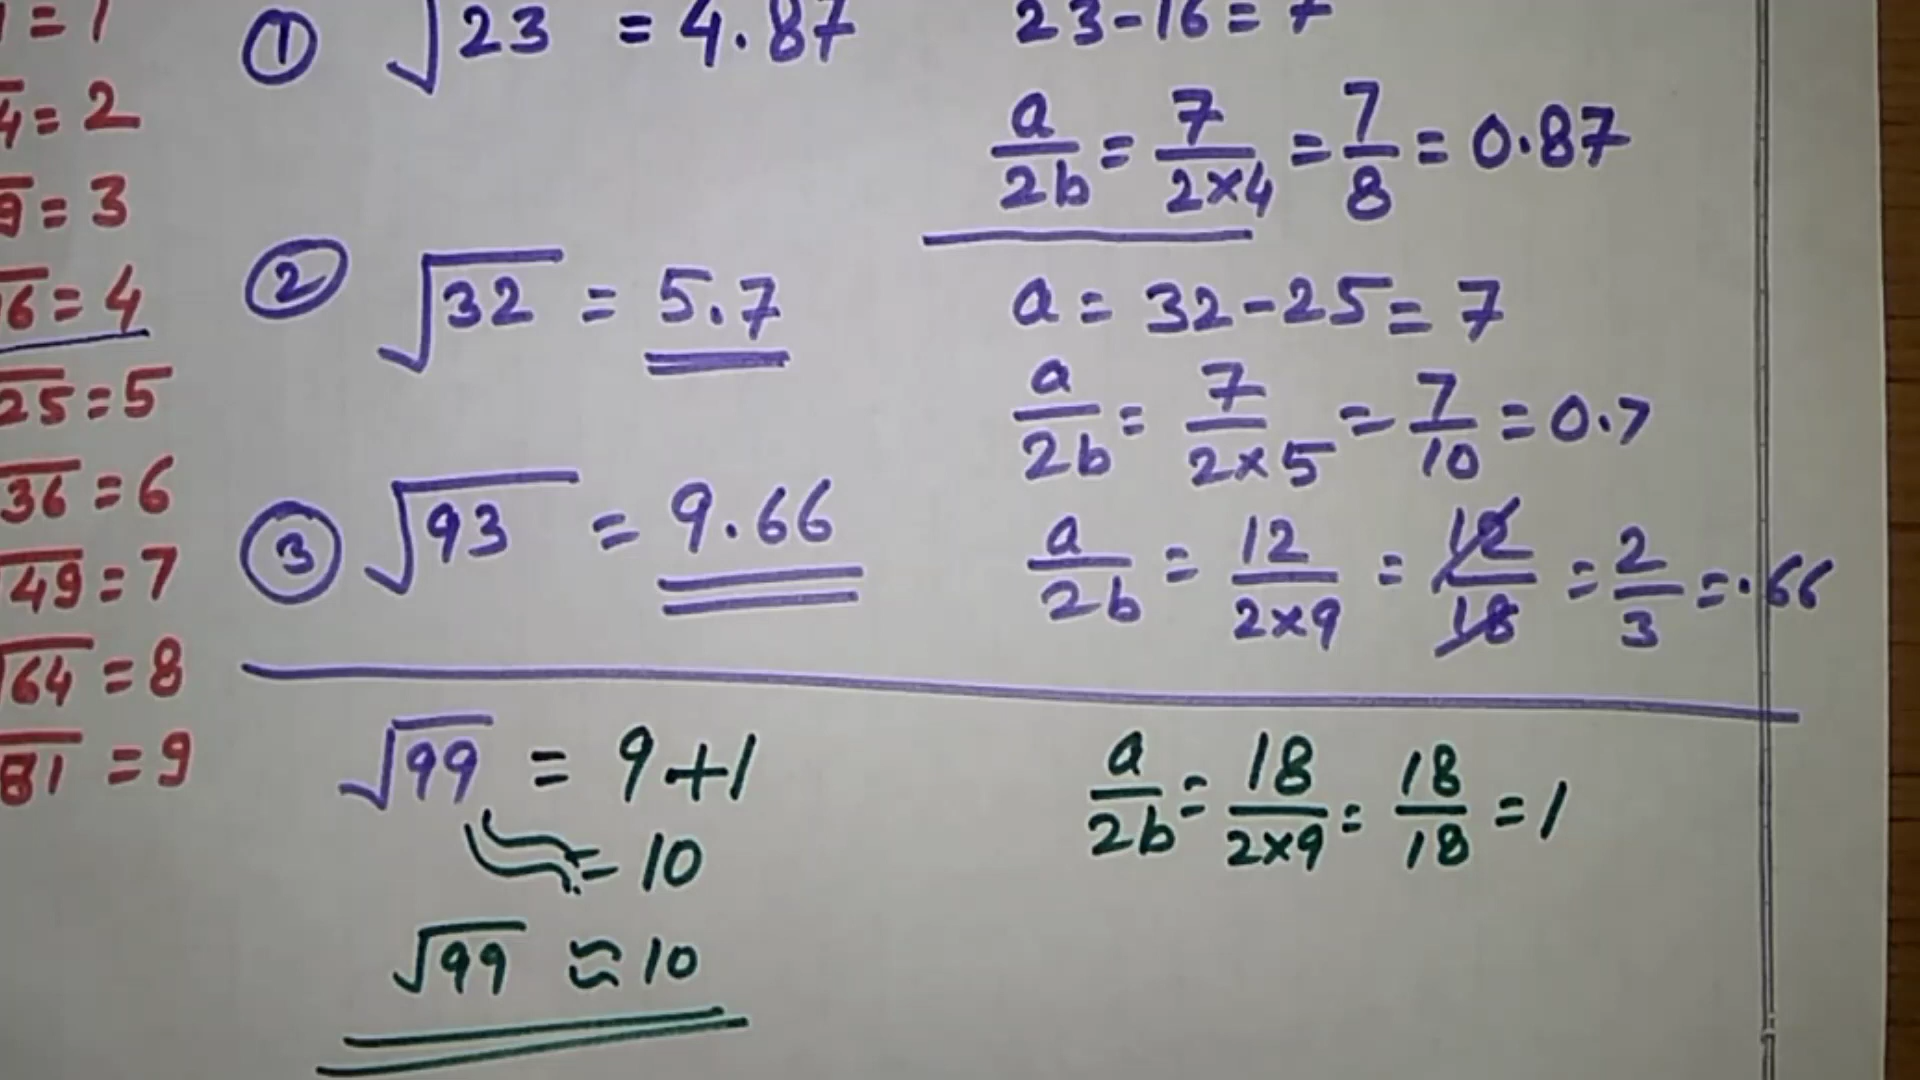 1 = 1
√4 = 2
√9 = 3
√16 = 4
√25 = 5
√36 = 6
√49 = 7
√64 = 8
√81 = 9
① √23 = 4.87
23-16 = 7
a/2b = 7/2×4 = 7/8 = 0.87
② √32 = 5.7
a = 32-25 = 7
a/2b = 7/2×5 = 7/10 = 0.7
③ √93 = 9.66
a/2b = 12/2×9 = 12/18 = 2/3 = .66
√99 = 9+1
= 10
√99 ≈ 10
a/2b = 18/2×9 = 18/18 = 1